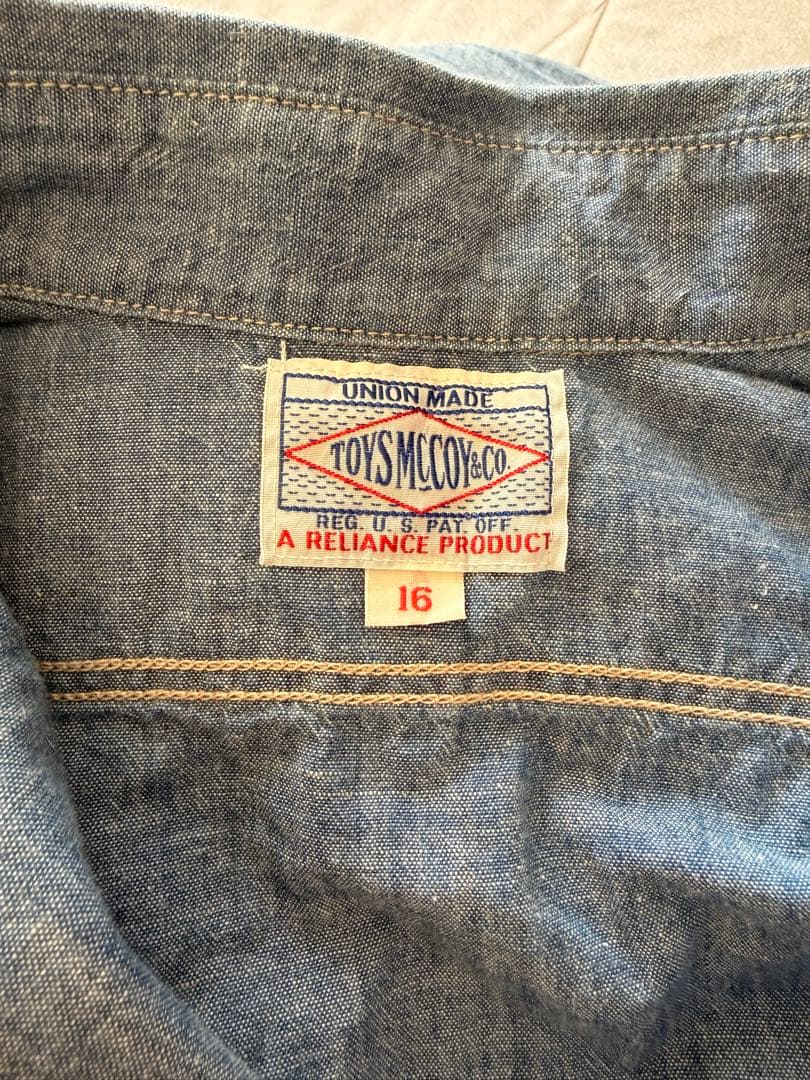 UNION MADE
TOYS McCOY & CO.
REG. U. S. PAT. OFF.
A RELIANCE PRODUCT
16